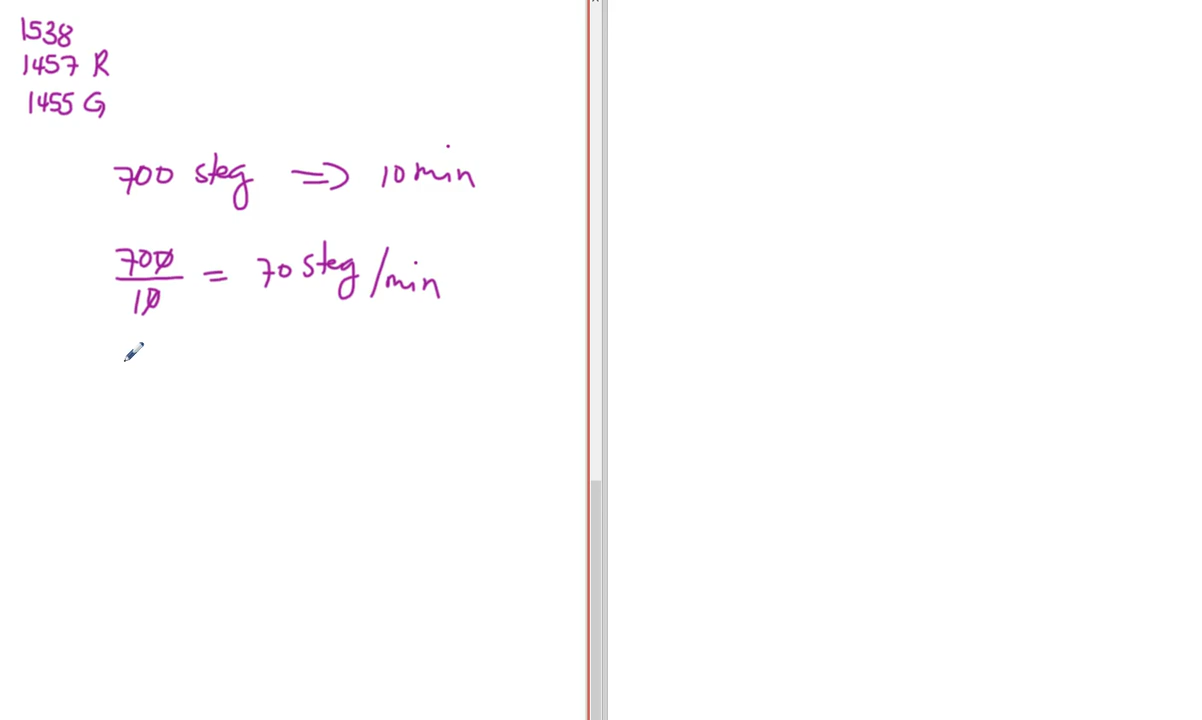 1538
1457 R
1455 G
700 steg ⇒ 10 min
700/10 = 70 steg/min